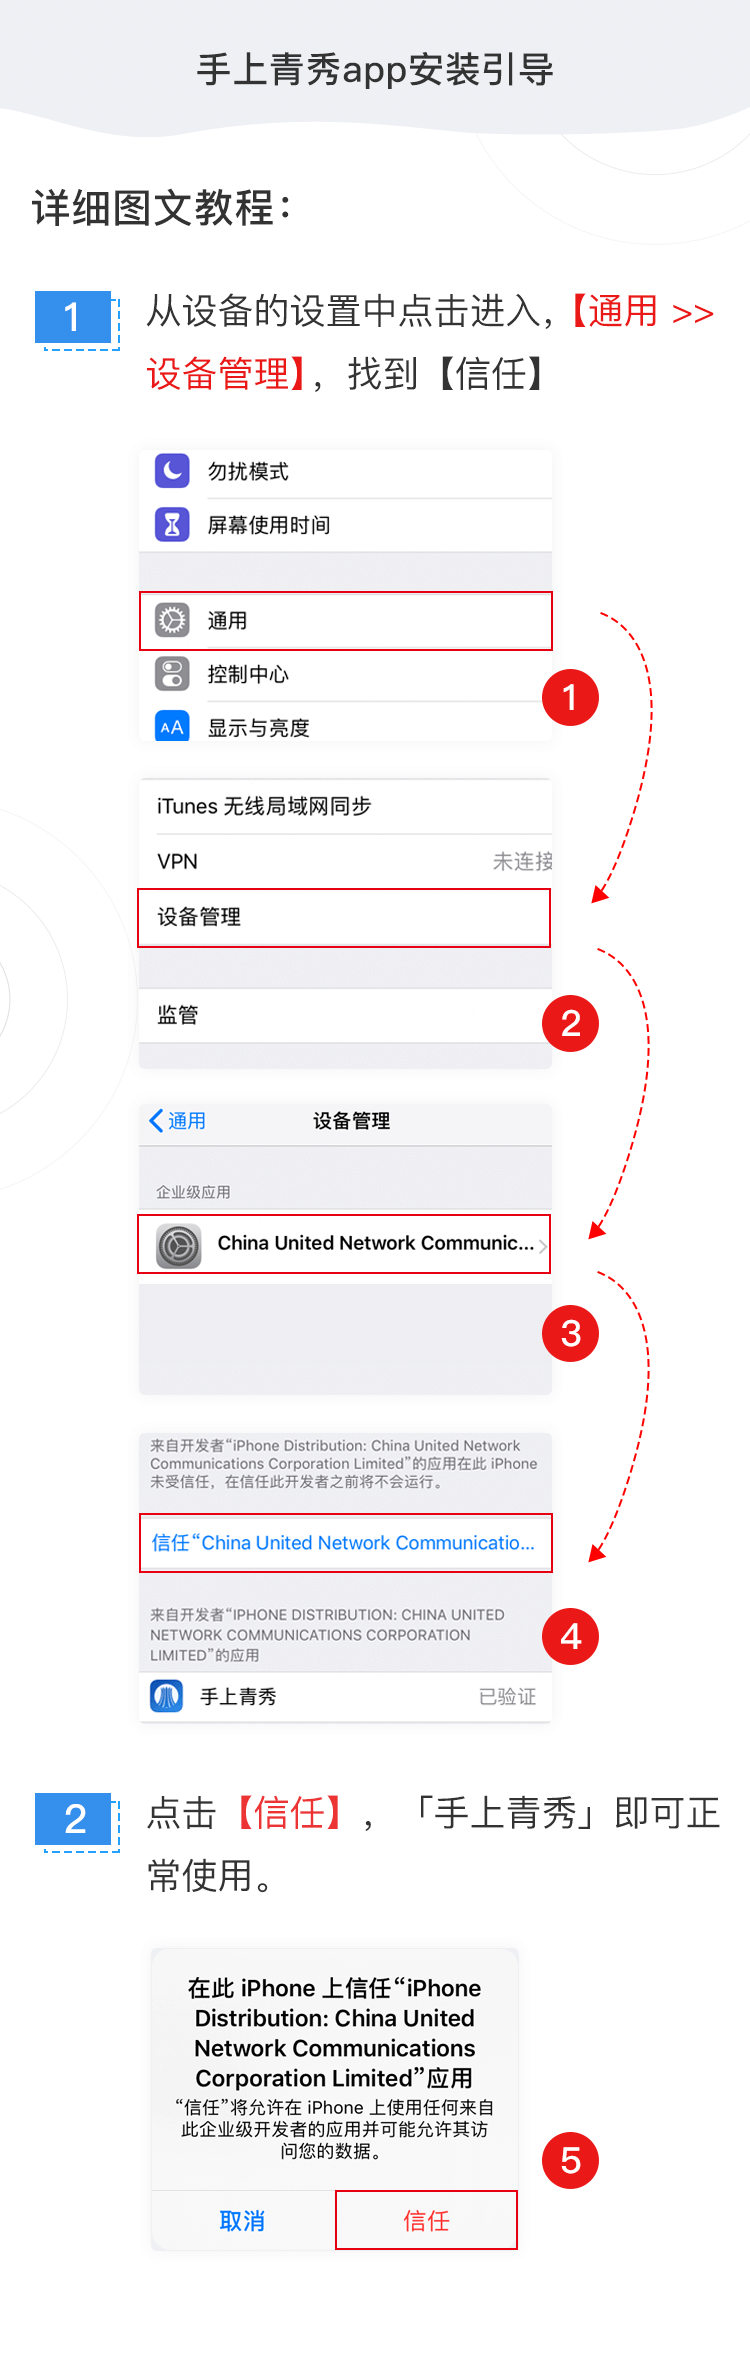 手上青秀app安装引导
详细图文教程：
1
从设备的设置中点击进入，【通用 >>
设备管理】，找到【信任】
勿扰模式
屏幕使用时间
通用
控制中心
AA 显示与亮度
1
iTunes 无线局域网同步
VPN 未连接
设备管理
监管
2
通用 设备管理
企业级应用
China United Network Communic...
3
来自开发者“iPhone Distribution: China United Network
Communications Corporation Limited”的应用在此 iPhone
未受信任，在信任此开发者之前将不会运行。
信任“China United Network Communicatio...
来自开发者“IPHONE DISTRIBUTION: CHINA UNITED
NETWORK COMMUNICATIONS CORPORATION
LIMITED”的应用
4
手上青秀 已验证
2
点击【信任】，「手上青秀」即可正
常使用。
在此 iPhone 上信任“iPhone
Distribution: China United
Network Communications
Corporation Limited”应用
“信任”将允许在 iPhone 上使用任何来自
此企业级开发者的应用并可能允许其访
问您的数据。
5
取消 信任